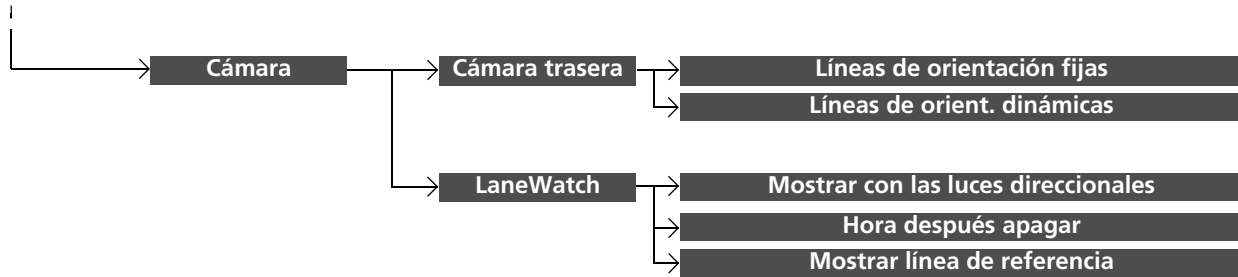 Cámara
Cámara trasera
Líneas de orientación fijas
Líneas de orient. dinámicas
LaneWatch
Mostrar con las luces direccionales
Hora después apagar
Mostrar línea de referencia